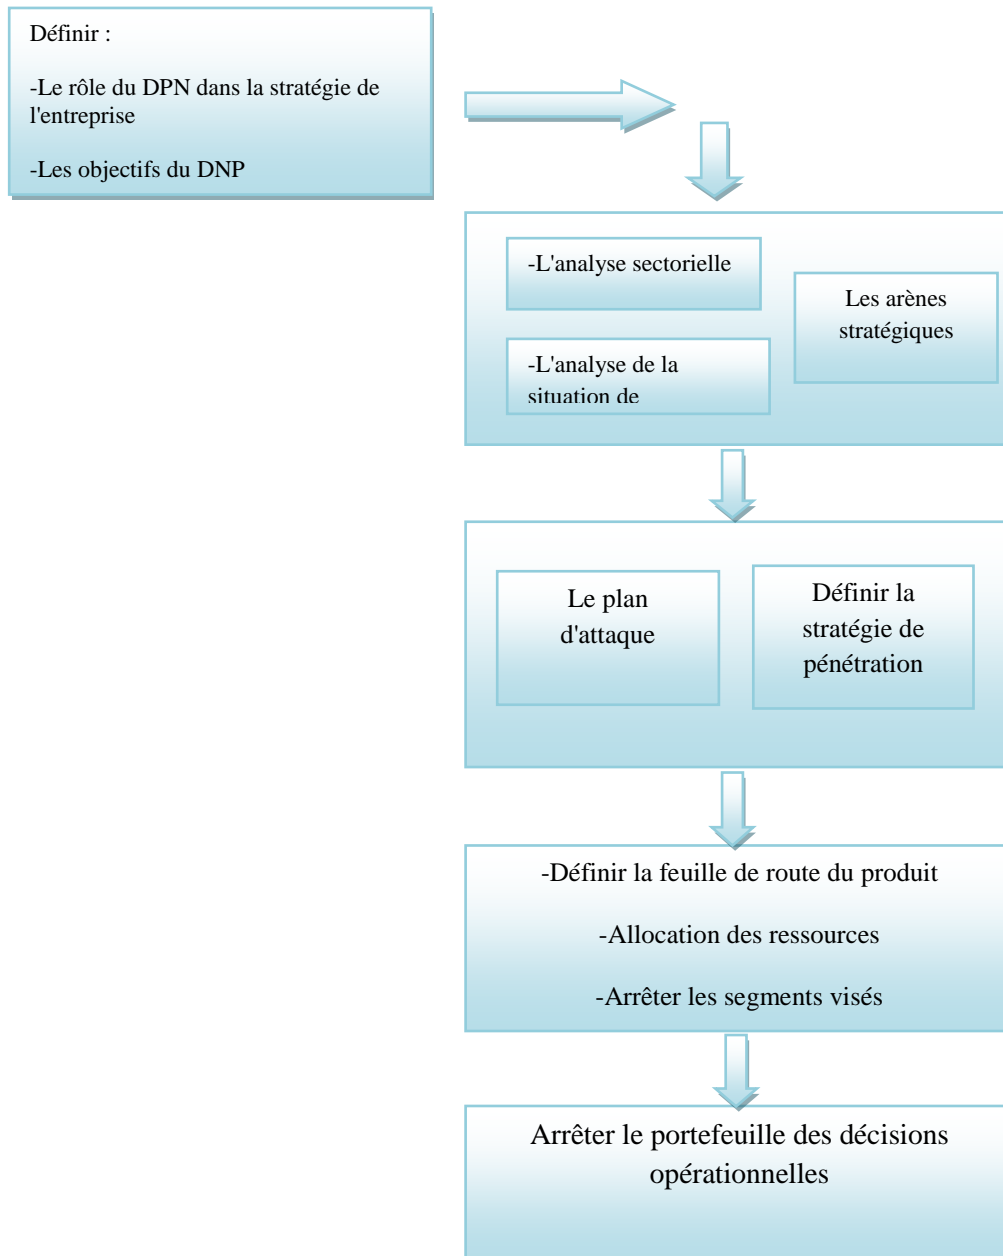 Définir :
-Le rôle du DPN dans la stratégie de
l'entreprise
-Les objectifs du DNP
-L'analyse sectorielle
Les arènes
stratégiques
-L'analyse de la
situation de
Le plan
d'attaque
Définir la
stratégie de
pénétration
-Définir la feuille de route du produit
-Allocation des ressources
-Arrêter les segments visés
Arrêter le portefeuille des décisions
opérationnelles